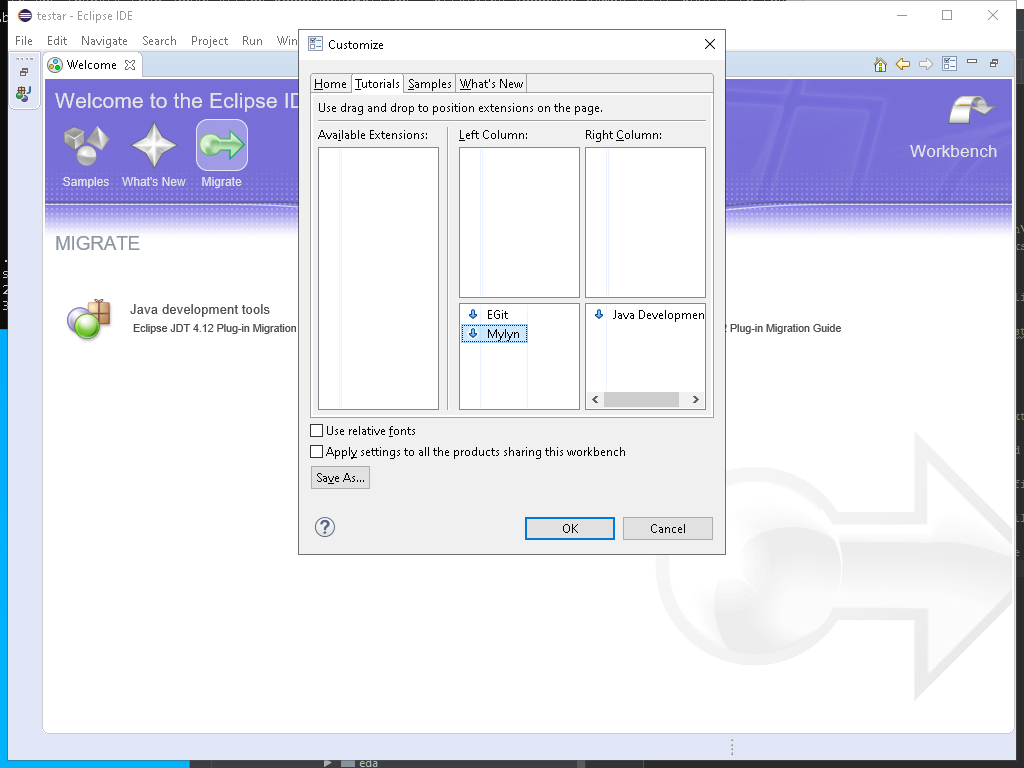 testar - Eclipse IDE
File Edit Navigate Search Project Run Win
Customize
Welcome
Home Tutorials Samples What's New
Welcome to the Eclipse ID
Use drag and drop to position extensions on the page.
Available Extensions: Left Column: Right Column:
Workbench
Samples What's New Migrate
MIGRATE
Java development tools
Eclipse JDT 4.12 Plug-in Migration
2 Plug-in Migration Guide
EGit
Mylyn
Java Developmen
Use relative fonts
Apply settings to all the products sharing this workbench
Save As...
?
OK Cancel
eda